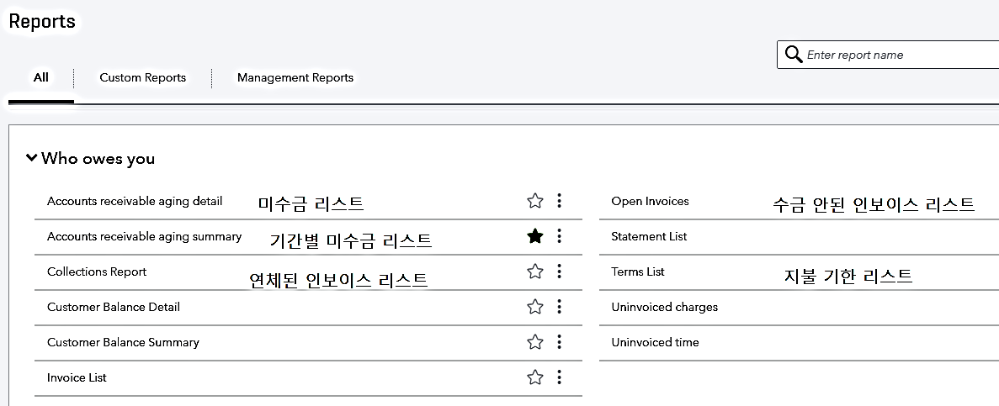 Reports
Enter report name
All
Custom Reports
Management Reports
Who owes you
Accounts receivable aging detail 미수금 리스트
Accounts receivable aging summary 기간별 미수금 리스트
Collections Report 연체된 인보이스 리스트
Customer Balance Detail
Customer Balance Summary
Invoice List
Open Invoices 수금 안된 인보이스 리스트
Statement List
Terms List 지불 기한 리스트
Uninvoiced charges
Uninvoiced time